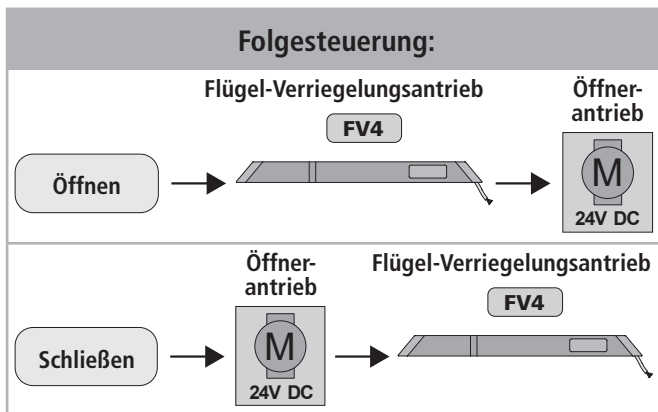 Folgesteuerung:
Flügel-Verriegelungsantrieb
FV4
Öffner-
antrieb
Öffnen
M
24V DC
Öffner-
antrieb
Flügel-Verriegelungsantrieb
FV4
Schließen
M
24V DC